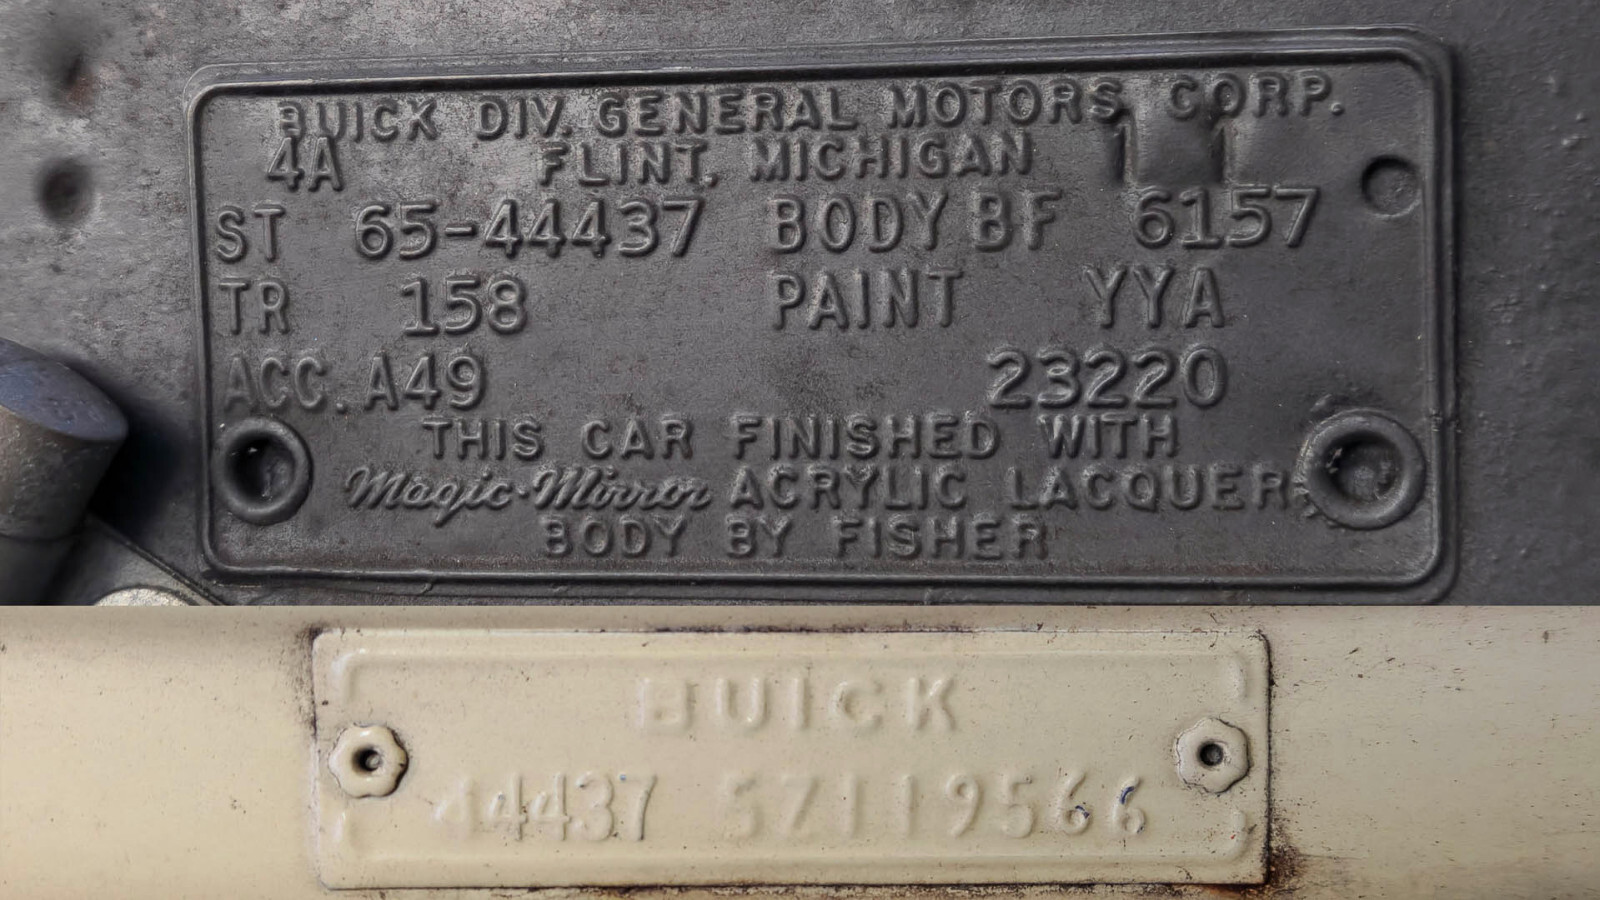 BUICK DIV. GENERAL MOTORS CORP.
4A FLINT, MICHIGAN
ST 65-44437 BODY BF 6157
TR 158 PAINT YYA
ACC. A49 23220
THIS CAR FINISHED WITH
Magic-Mirror ACRYLIC LACQUER
BODY BY FISHER
BUICK
44437 5Z119566